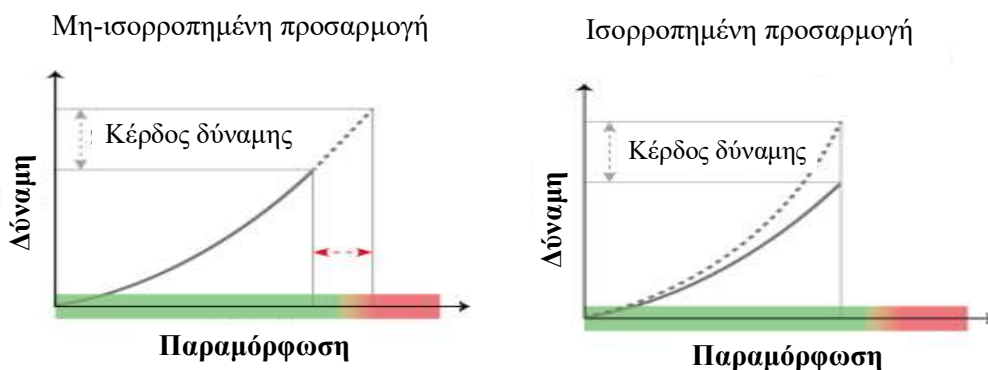 Μη-ισορροπημένη προσαρμογή
Κέρδος δύναμης
Δύναμη
Παραμόρφωση
Ισορροπημένη προσαρμογή
Κέρδος δύναμης
Δύναμη
Παραμόρφωση